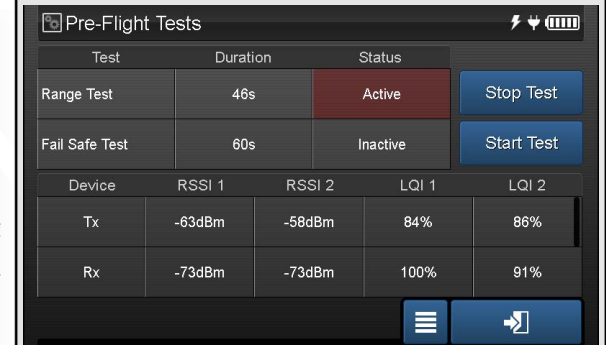 Pre-Flight Tests
Test Duration Status
Range Test 46s Active Stop Test
Fail Safe Test 60s Inactive Start Test
Device RSSI 1 RSSI 2 LQI 1 LQI 2
Tx -63dBm -58dBm 84% 86%
Rx -73dBm -73dBm 100% 91%